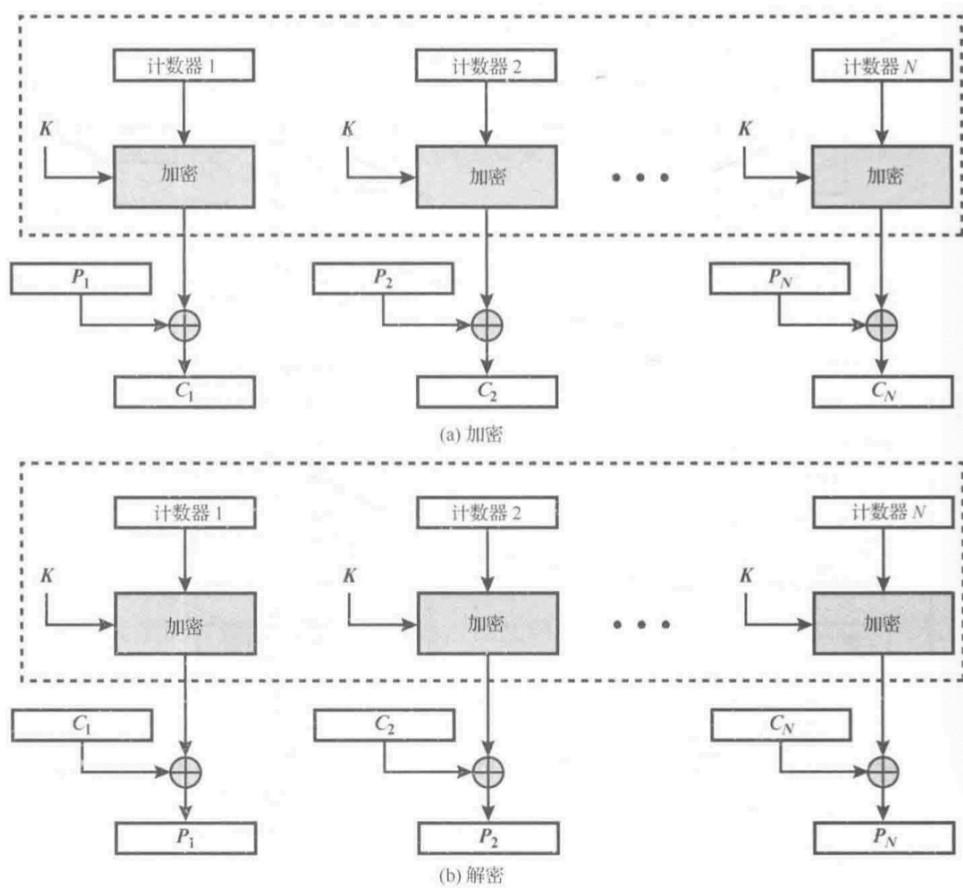 计数器 1 计数器 2 计数器 N
K K K
加密 加密 • • • 加密
P1 P2 PN
C1 C2 CN
(a) 加密
计数器 1 计数器 2 计数器 N
K K K
加密 加密 • • • 加密
C1 C2 CN
P1 P2 PN
(b) 解密